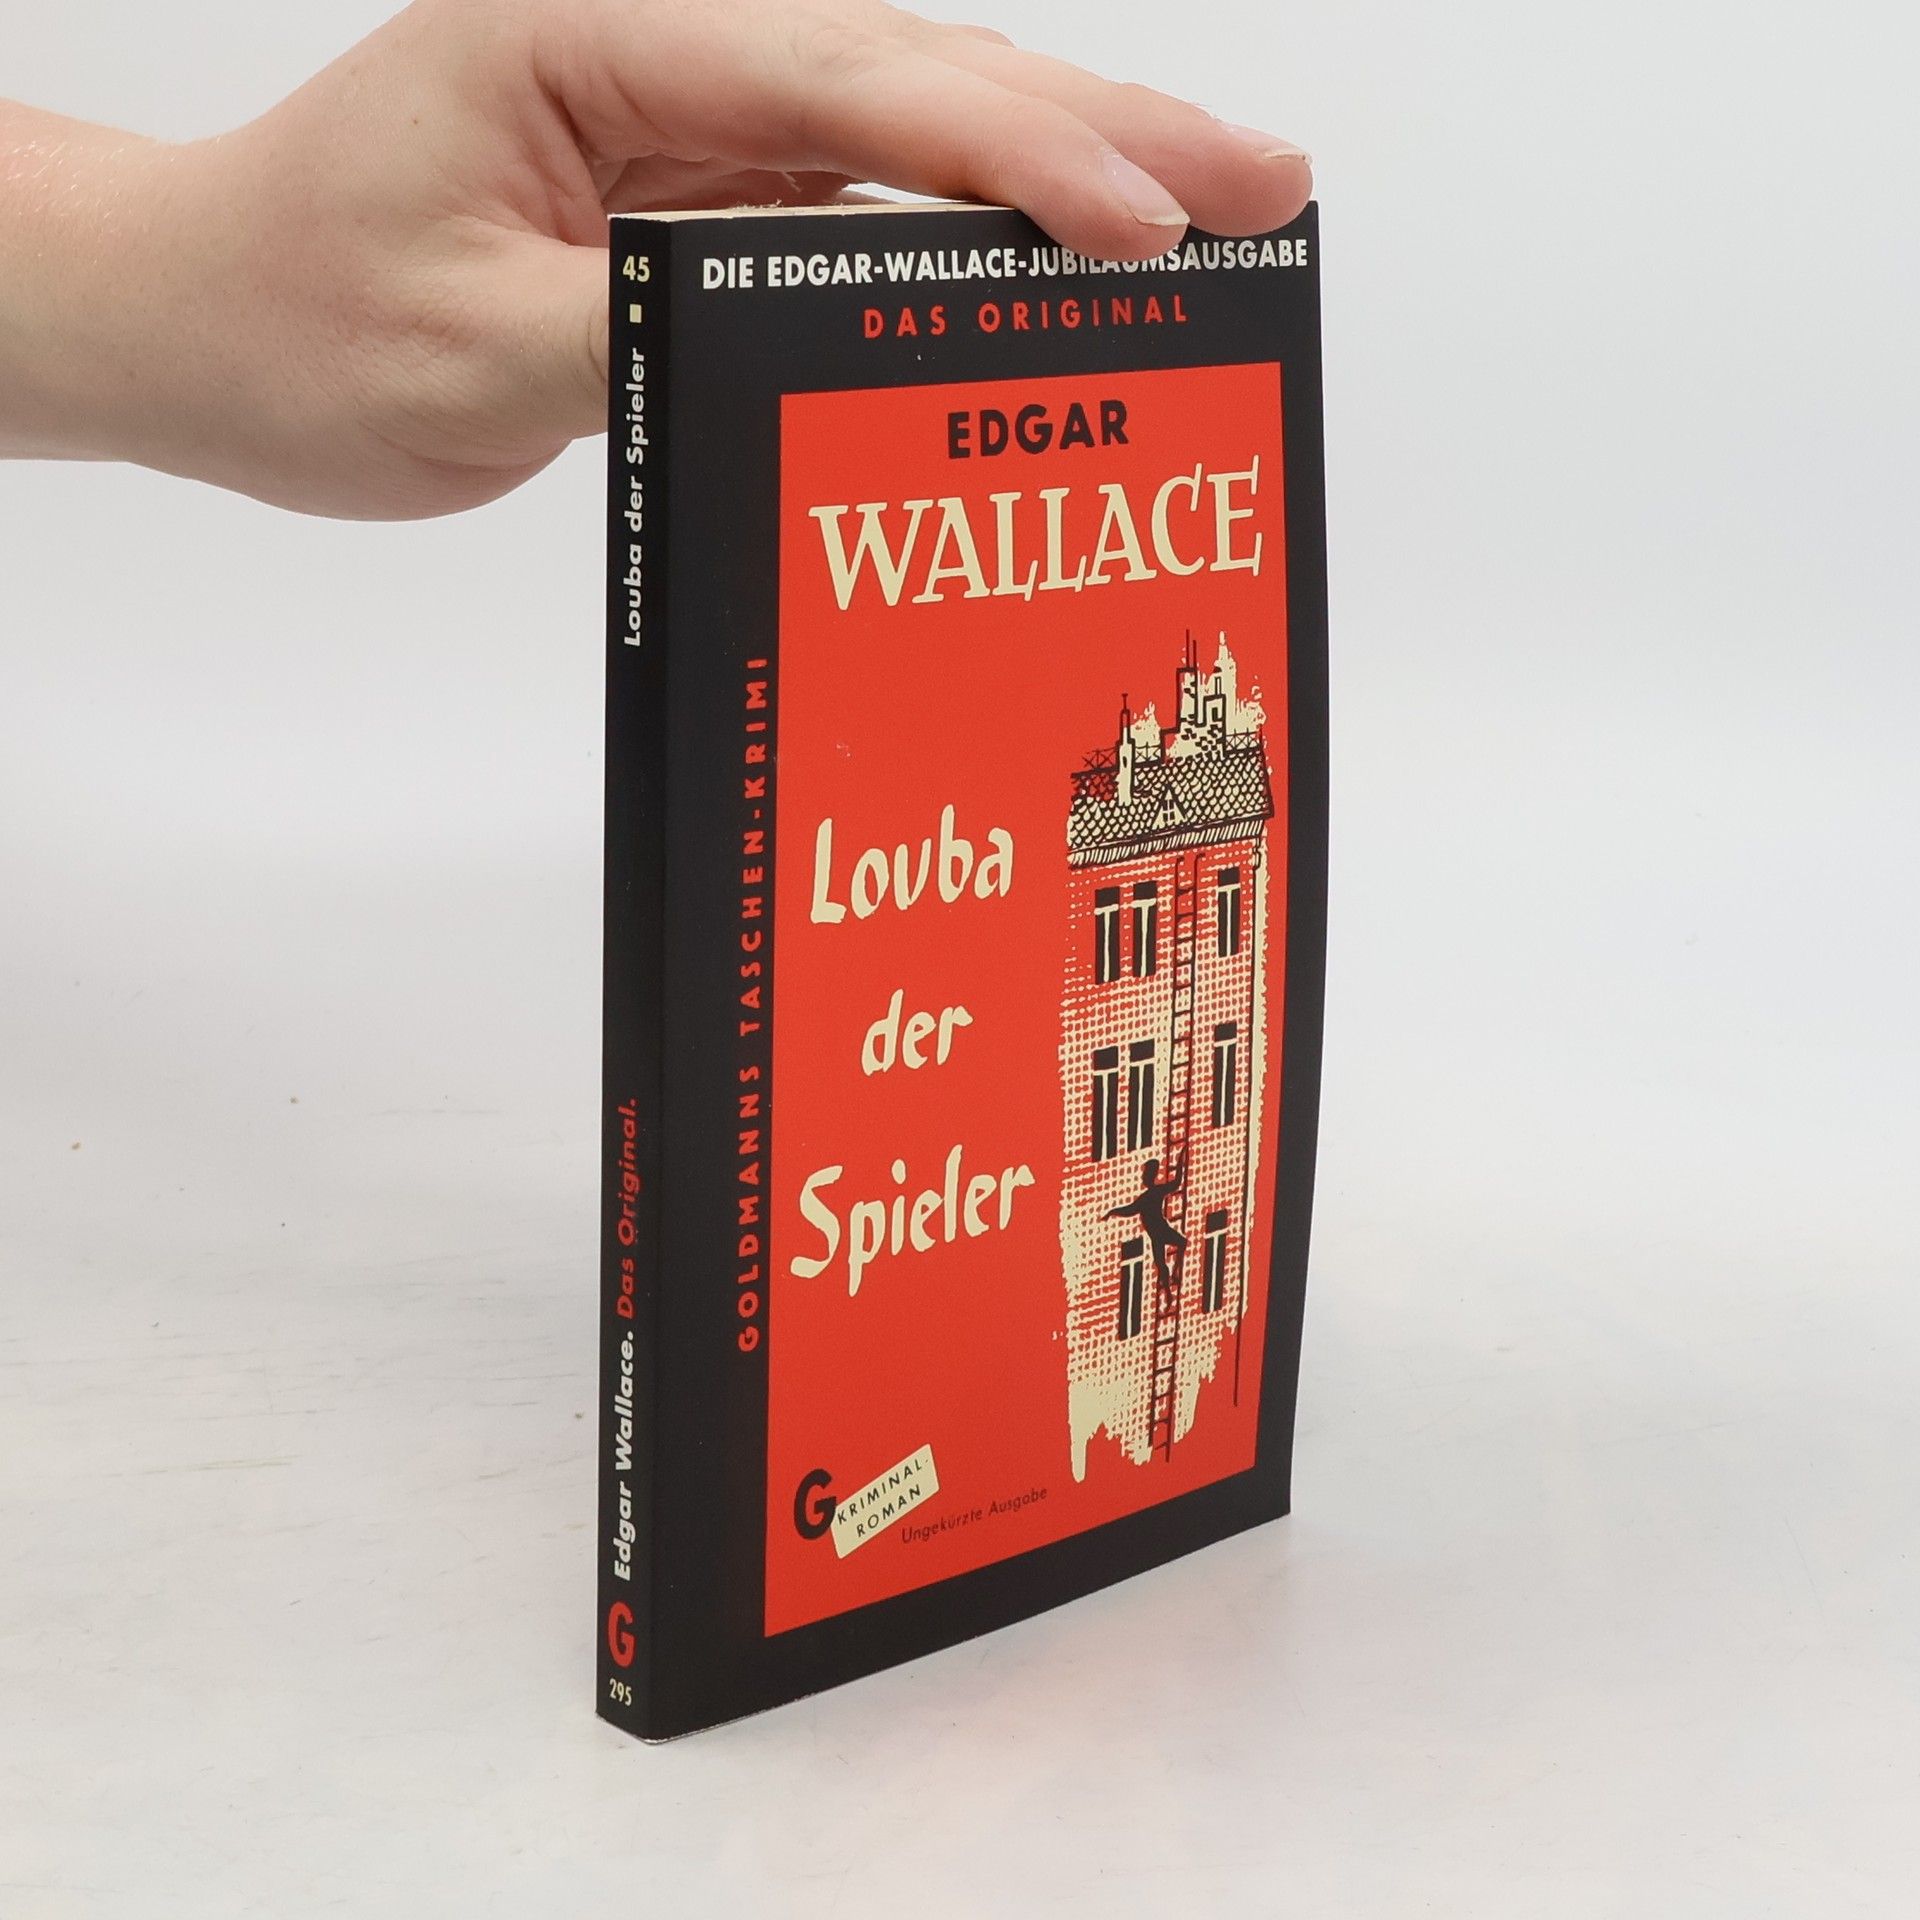 45 ■ Louba der Spieler
Edgar Wallace. Das Original.
G
295
DIE EDGAR-WALLACE-JUBILÄUMSAUSGABE
DAS ORIGINAL
GOLDMANNS TASCHEN-KRIMI
EDGAR
WALLACE
Louba
der
Spieler
G
KRIMINAL-
ROMAN
Ungekürzte Ausgabe